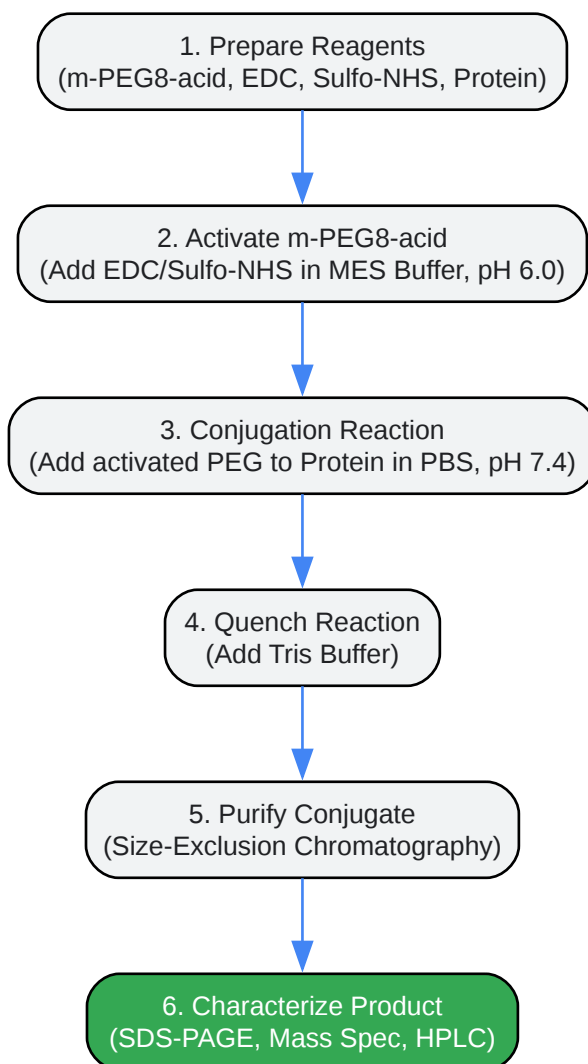 1. Prepare Reagents
(m-PEG8-acid, EDC, Sulfo-NHS, Protein)
2. Activate m-PEG8-acid
(Add EDC/Sulfo-NHS in MES Buffer, pH 6.0)
3. Conjugation Reaction
(Add activated PEG to Protein in PBS, pH 7.4)
4. Quench Reaction
(Add Tris Buffer)
5. Purify Conjugate
(Size-Exclusion Chromatography)
6. Characterize Product
(SDS-PAGE, Mass Spec, HPLC)